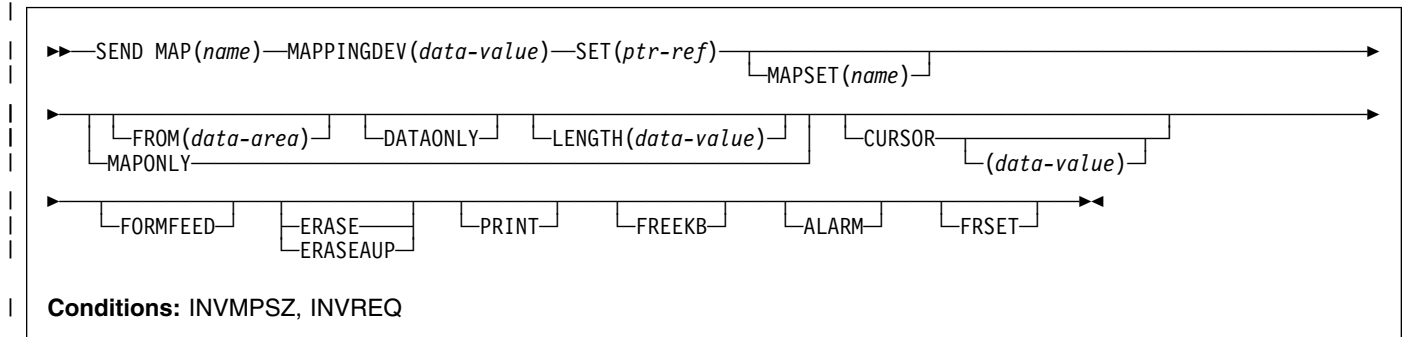 SEND MAP(name) MAPPINGDEV(data-value) SET(ptr-ref)
MAPSET(name)
FROM(data-area) DATAONLY LENGTH(data-value) CURSOR
MAPONLY (data-value)
FORMFEED ERASE PRINT FREEKB ALARM FRSET
ERASEAUP
Conditions: INVMPSZ, INVREQ